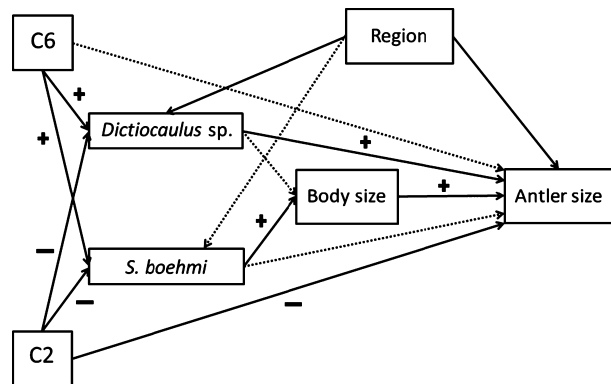 C6
Region
+
+
Dictiocaulus sp.
+
Body size
+
Antler size
+
−
S. boehmi
−
−
C2